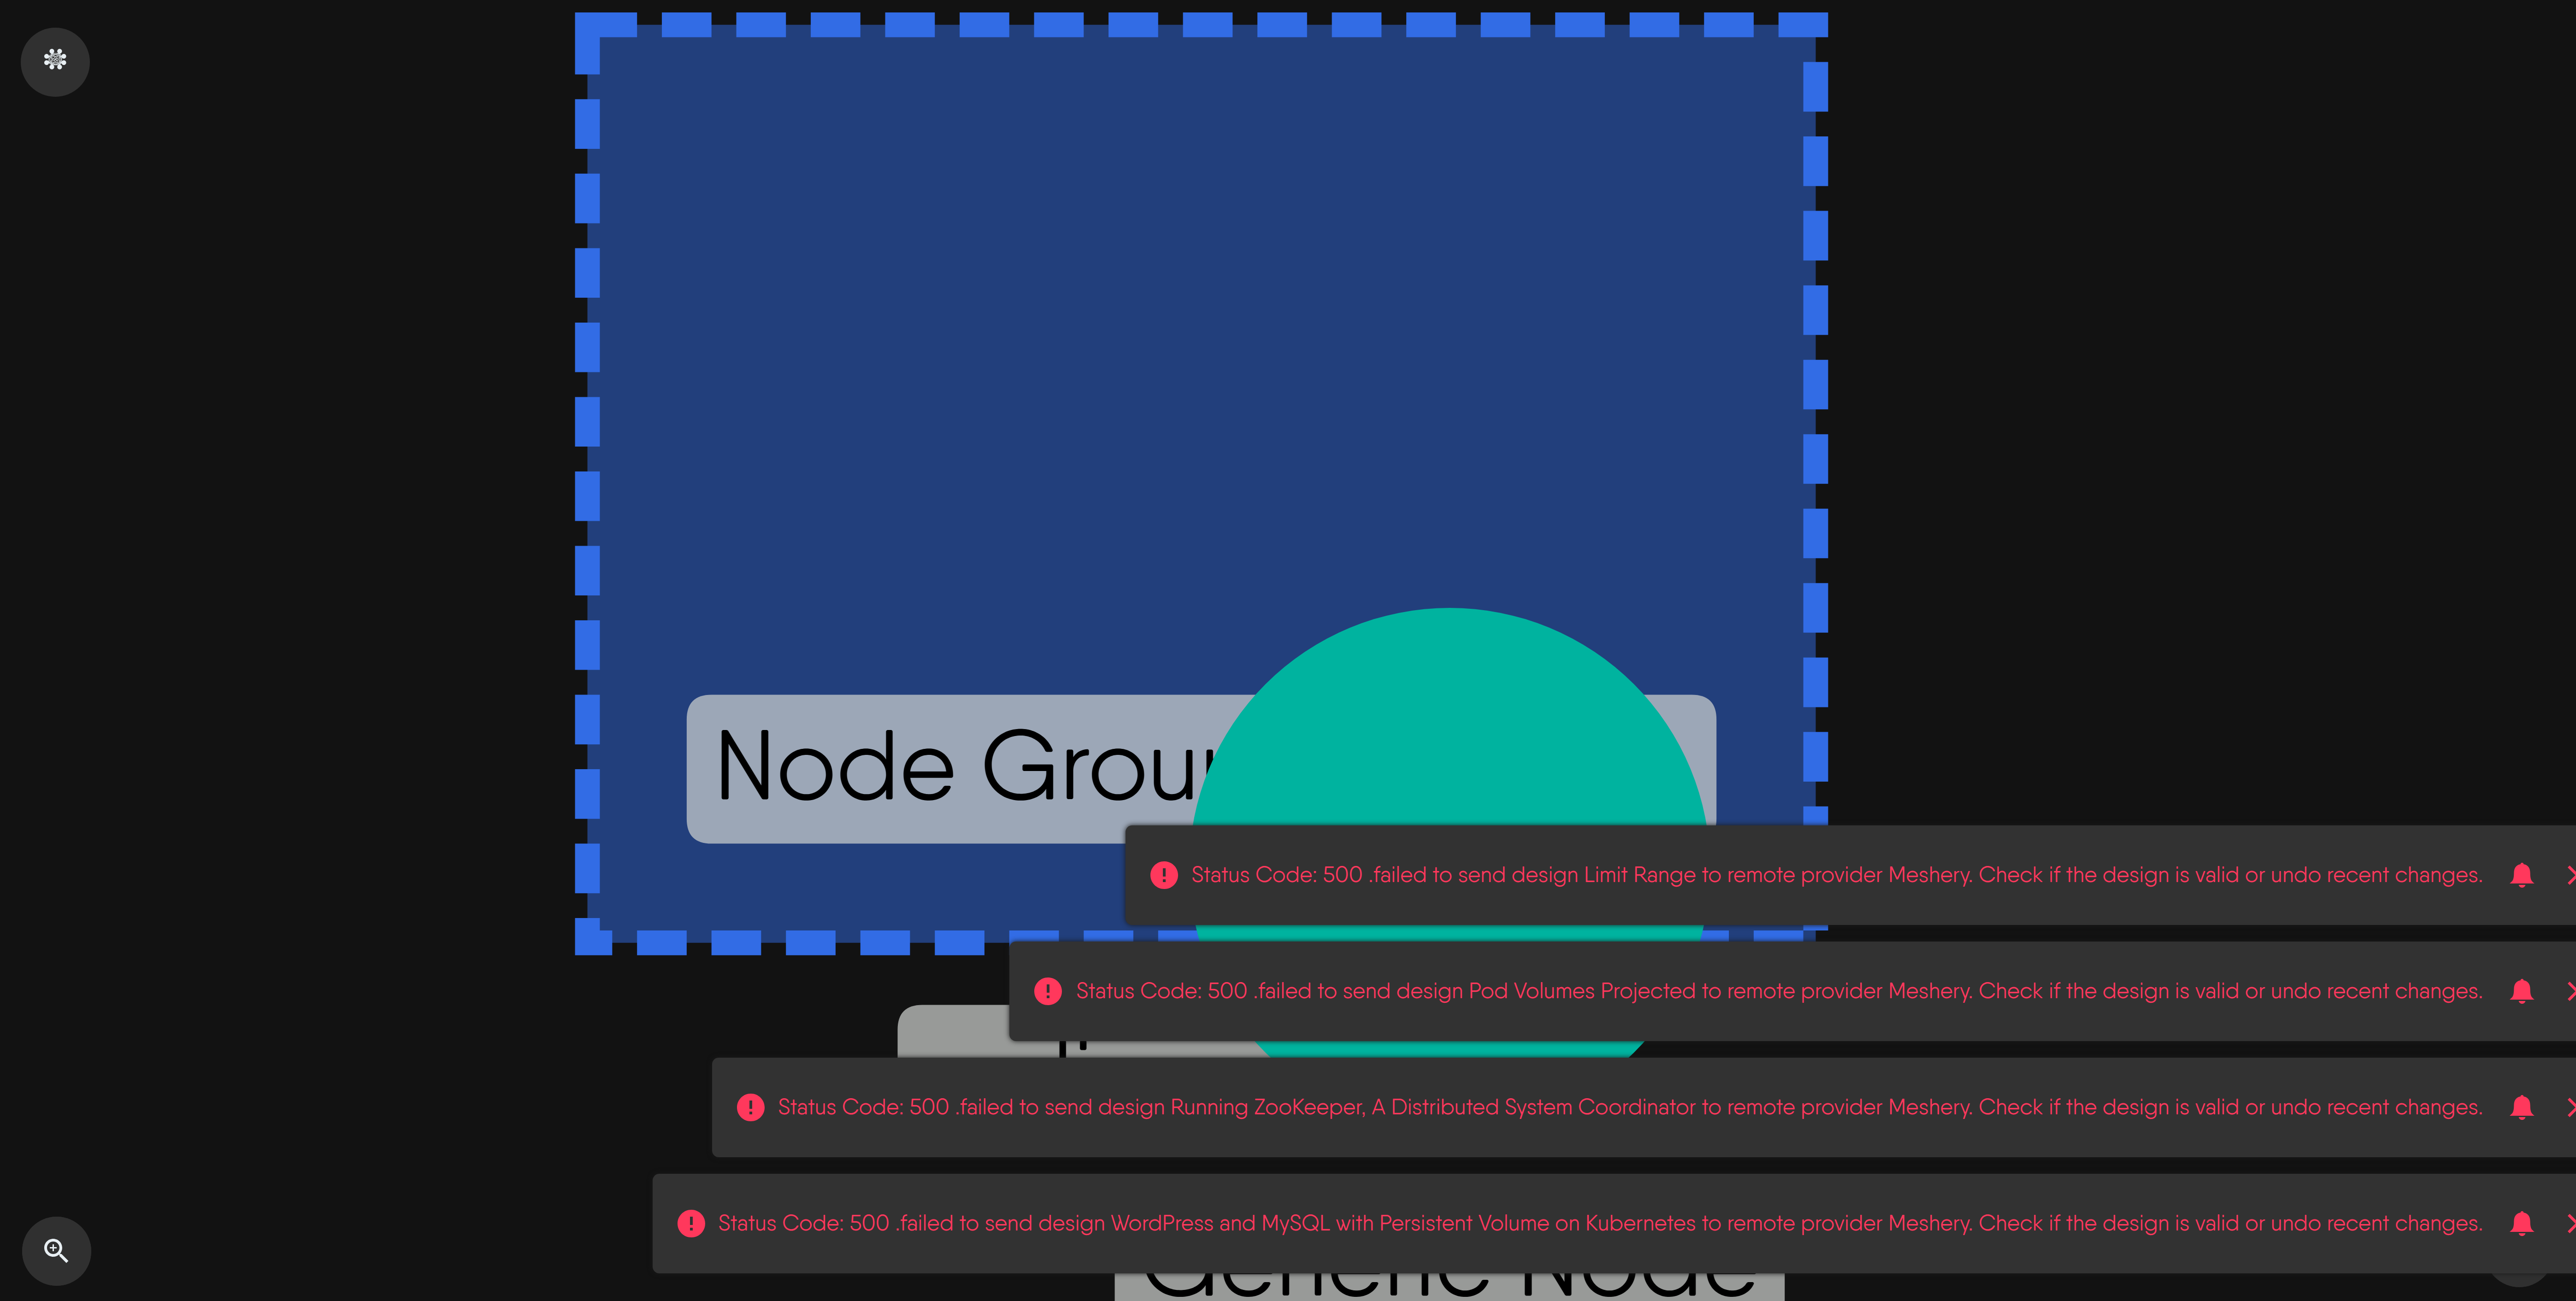 Node Grou
Status Code: 500 .failed to send design Limit Range to remote provider Meshery. Check if the design is valid or undo recent changes.
Status Code: 500 .failed to send design Pod Volumes Projected to remote provider Meshery. Check if the design is valid or undo recent changes.
Status Code: 500 .failed to send design Running ZooKeeper, A Distributed System Coordinator to remote provider Meshery. Check if the design is valid or undo recent changes.
Status Code: 500 .failed to send design WordPress and MySQL with Persistent Volume on Kubernetes to remote provider Meshery. Check if the design is valid or undo recent changes.
Generic Node